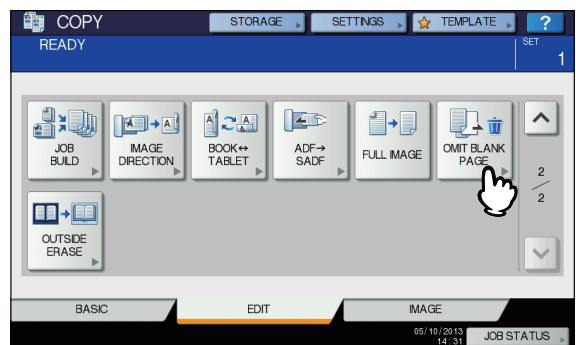 COPY
STORAGE
SETTINGS
TEMPLATE
?
READY
SET
1
JOB
BUILD
IMAGE
DIRECTION
BOOK↔
TABLET
ADF→
SADF
FULL IMAGE
OMIT BLANK
PAGE
2
2
OUTSIDE
ERASE
BASIC
EDIT
IMAGE
05/10/2013
14:31
JOB STATUS